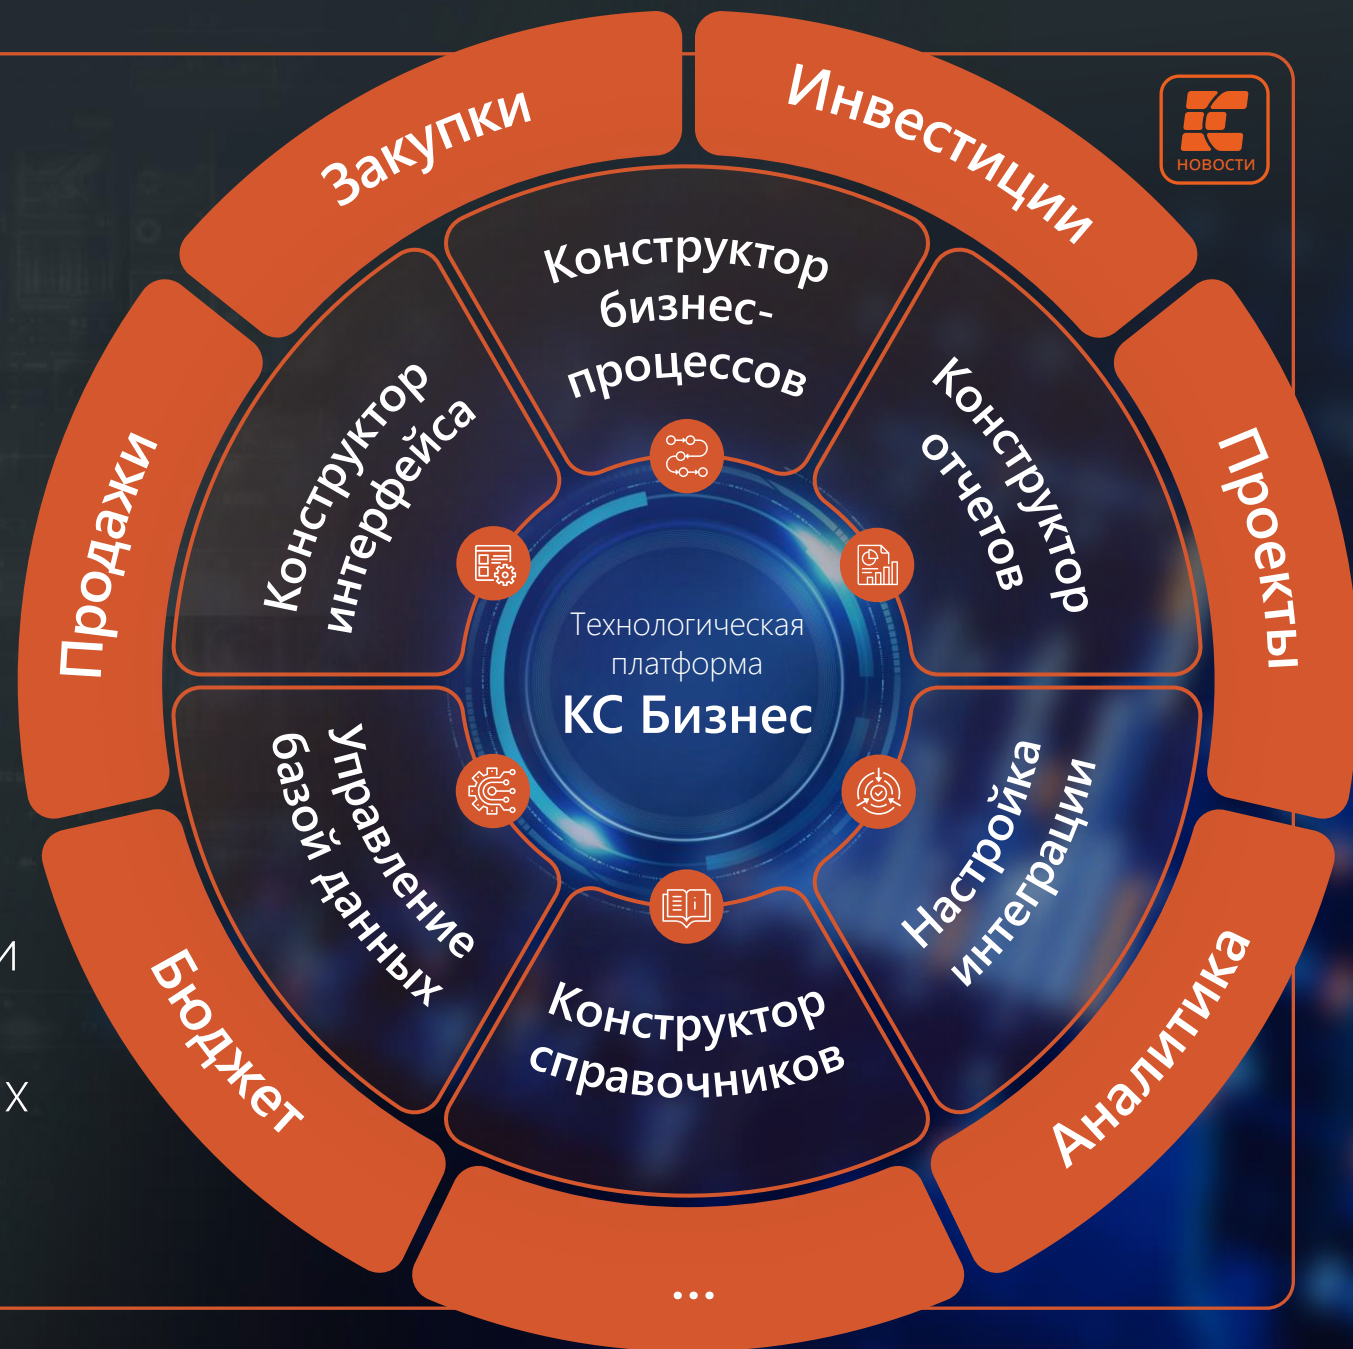 Закупки
Инвестиции
НОВОСТИ
Продажи
Проекты
Конструктор
бизнес-
процессов
Конструктор
интерфейса
Конструктор
отчетов
Технологическая
платформа
КС Бизнес
Управление
базой данных
Настройка
интеграции
Конструктор
справочников
Бюджет
Аналитика
...
и
х